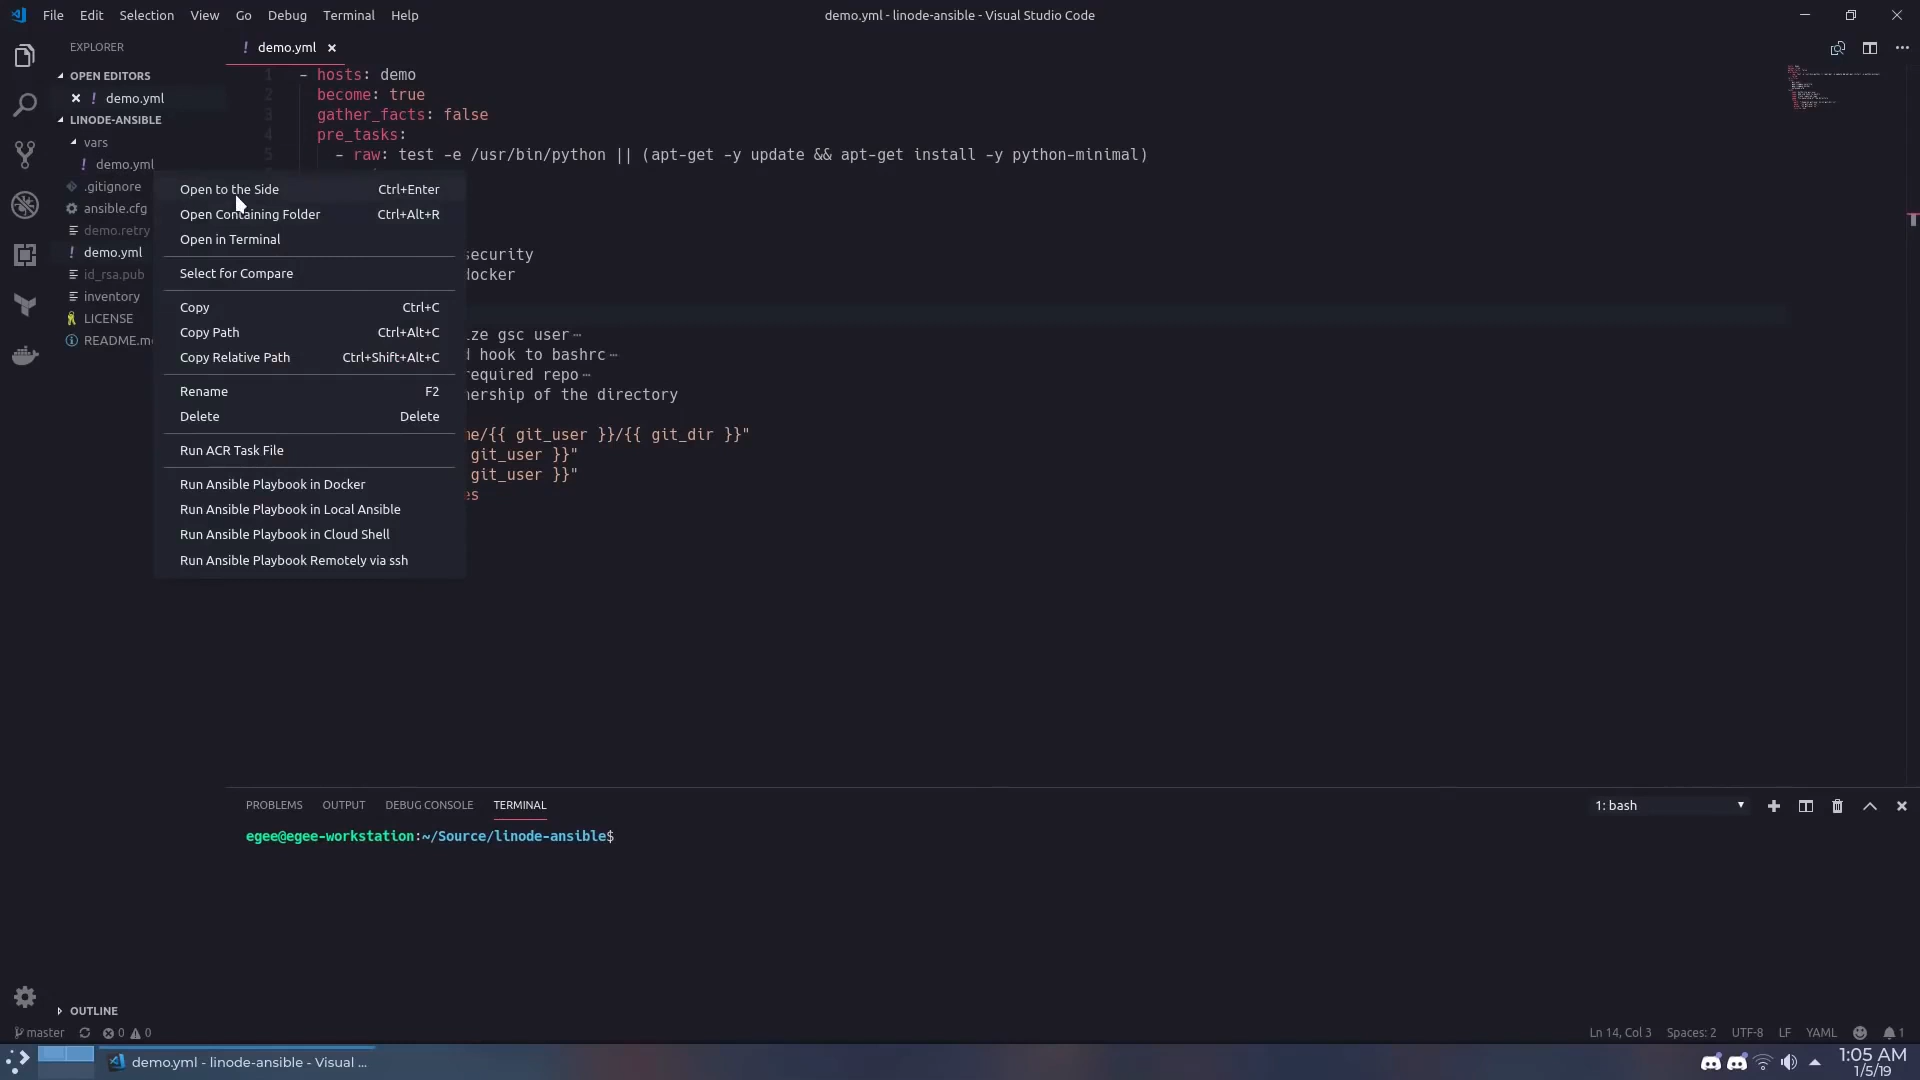 File Edit Selection View Go Debug Terminal Help
demo.yml - linode-ansible - Visual Studio Code
EXPLORER
OPEN EDITORS
demo.yml
LINODE-ANSIBLE
vars
demo.yml
.gitignore
ansible.cfg
demo.retry
demo.yml
id_rsa.pub
inventory
LICENSE
README.m
OUTLINE
demo.yml
1 - hosts: demo
2 become: true
3 gather_facts: false
4 pre_tasks:
5 - raw: test -e /usr/bin/python || (apt-get -y update && apt-get install -y python-minimal)
security
docker
ize gsc user
hook to bashrc
required repo
nership of the directory
me/{{ git_user }}/{{ git_dir }}"
git_user }}"
git_user }}"
es
Open to the Side Ctrl+Enter
Open Containing Folder Ctrl+Alt+R
Open in Terminal
Select for Compare
Copy Ctrl+C
Copy Path Ctrl+Alt+C
Copy Relative Path Ctrl+Shift+Alt+C
Rename F2
Delete Delete
Run ACR Task File
Run Ansible Playbook in Docker
Run Ansible Playbook in Local Ansible
Run Ansible Playbook in Cloud Shell
Run Ansible Playbook Remotely via ssh
PROBLEMS OUTPUT DEBUG CONSOLE TERMINAL
1: bash
egee@egee-workstation:~/Source/linode-ansible$
master 0 0
Ln 14, Col 3 Spaces: 2 UTF-8 LF YAML 1
demo.yml - linode-ansible - Visual ...
1:05 AM
1/5/19